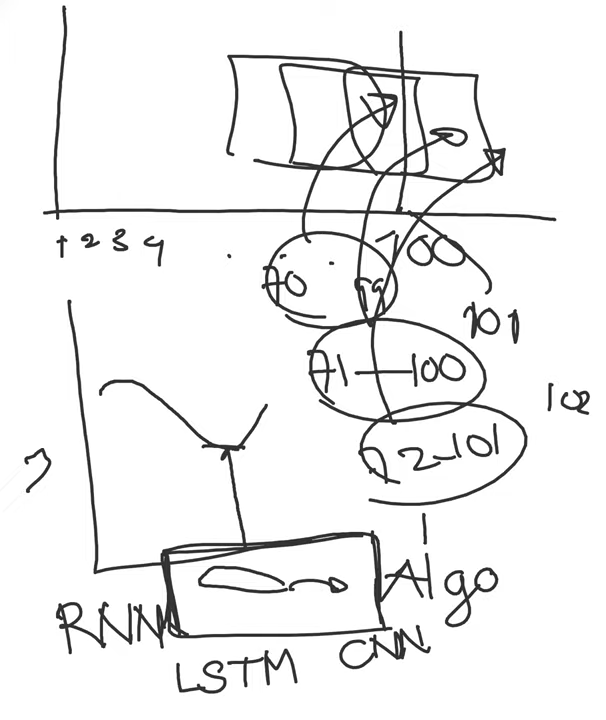 1 2 3 4 . . . 100
70 99
101
71 — 100
102
72-101
Algo
RNN
CNN
LSTM